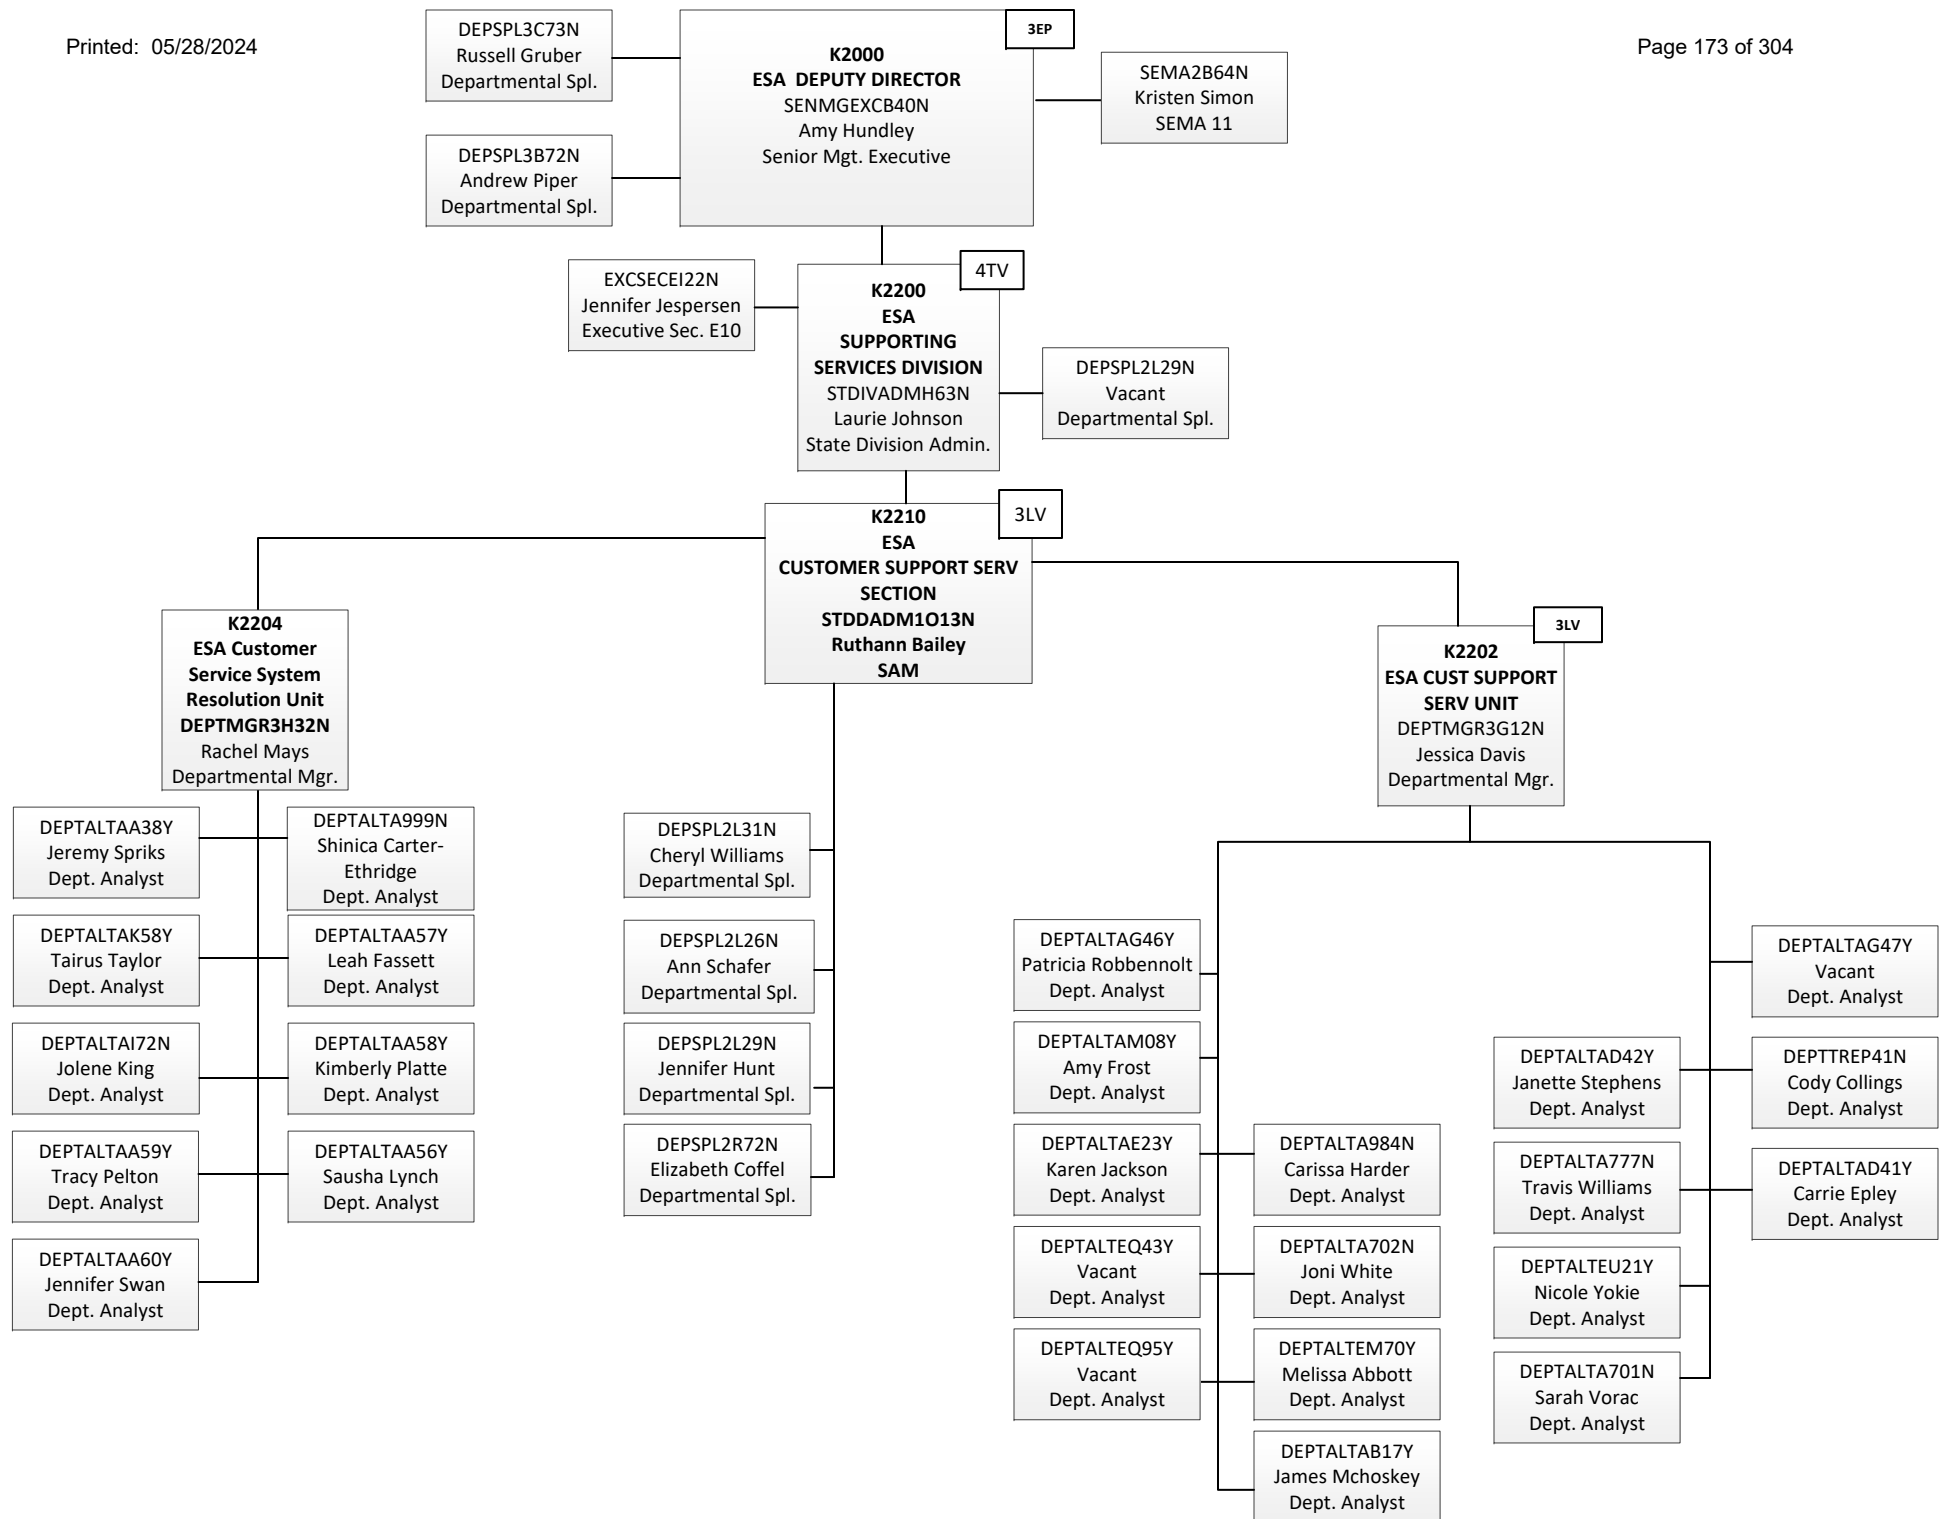 Printed: 05/28/2024
Page 173 of 304
DEPSPL3C73N
Russell Gruber
Departmental Spl.
3EP
K2000
ESA DEPUTY DIRECTOR
SENMGEXCB40N
Amy Hundley
Senior Mgt. Executive
SEMA2B64N
Kristen Simon
SEMA 11
DEPSPL3B72N
Andrew Piper
Departmental Spl.
EXCSECEI22N
Jennifer Jespersen
Executive Sec. E10
4TV
K2200
ESA
SUPPORTING
SERVICES DIVISION
STDIVADMH63N
Laurie Johnson
State Division Admin.
DEPSPL2L29N
Vacant
Departmental Spl.
3LV
K2210
ESA
CUSTOMER SUPPORT SERV
SECTION
STDDADM1O13N
Ruthann Bailey
SAM
K2204
ESA Customer
Service System
Resolution Unit
DEPTMGR3H32N
Rachel Mays
Departmental Mgr.
3LV
K2202
ESA CUST SUPPORT
SERV UNIT
DEPTMGR3G12N
Jessica Davis
Departmental Mgr.
DEPTALTAA38Y
Jeremy Spriks
Dept. Analyst
DEPTALTA999N
Shinica Carter-
Ethridge
Dept. Analyst
DEPTALTAK58Y
Tairus Taylor
Dept. Analyst
DEPTALTAA57Y
Leah Fassett
Dept. Analyst
DEPTALTAI72N
Jolene King
Dept. Analyst
DEPTALTAA58Y
Kimberly Platte
Dept. Analyst
DEPTALTAA59Y
Tracy Pelton
Dept. Analyst
DEPTALTAA56Y
Sausha Lynch
Dept. Analyst
DEPTALTAA60Y
Jennifer Swan
Dept. Analyst
DEPSPL2L31N
Cheryl Williams
Departmental Spl.
DEPSPL2L26N
Ann Schafer
Departmental Spl.
DEPSPL2L29N
Jennifer Hunt
Departmental Spl.
DEPSPL2R72N
Elizabeth Coffel
Departmental Spl.
DEPTALTAG46Y
Patricia Robbennolt
Dept. Analyst
DEPTALTAM08Y
Amy Frost
Dept. Analyst
DEPTALTAE23Y
Karen Jackson
Dept. Analyst
DEPTALTA984N
Carissa Harder
Dept. Analyst
DEPTALTEQ43Y
Vacant
Dept. Analyst
DEPTALTA702N
Joni White
Dept. Analyst
DEPTALTEQ95Y
Vacant
Dept. Analyst
DEPTALTEM70Y
Melissa Abbott
Dept. Analyst
DEPTALTAB17Y
James Mchoskey
Dept. Analyst
DEPTALTAG47Y
Vacant
Dept. Analyst
DEPTALTAD42Y
Janette Stephens
Dept. Analyst
DEPTTREP41N
Cody Collings
Dept. Analyst
DEPTALTA777N
Travis Williams
Dept. Analyst
DEPTALTAD41Y
Carrie Epley
Dept. Analyst
DEPTALTEU21Y
Nicole Yokie
Dept. Analyst
DEPTALTA701N
Sarah Vorac
Dept. Analyst